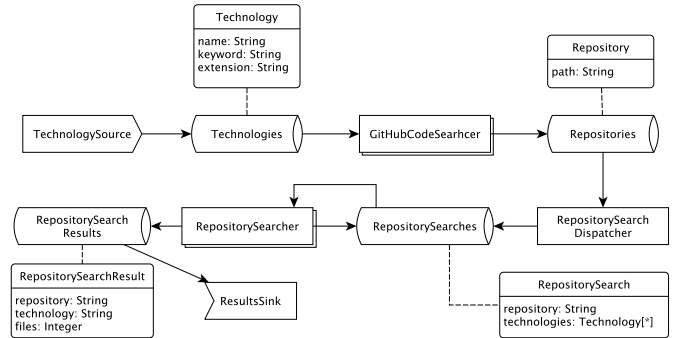 Technology
name: String
keyword: String
extension: String
Repository
path: String
TechnologySource
Technologies
GitHubCodeSearhcer
Repositories
RepositorySearch
Results
RepositorySearcher
RepositorySearches
RepositorySearch
Dispatcher
RepositorySearchResult
repository: String
technology: String
files: Integer
ResultsSink
RepositorySearch
repository: String
technologies: Technology[*]